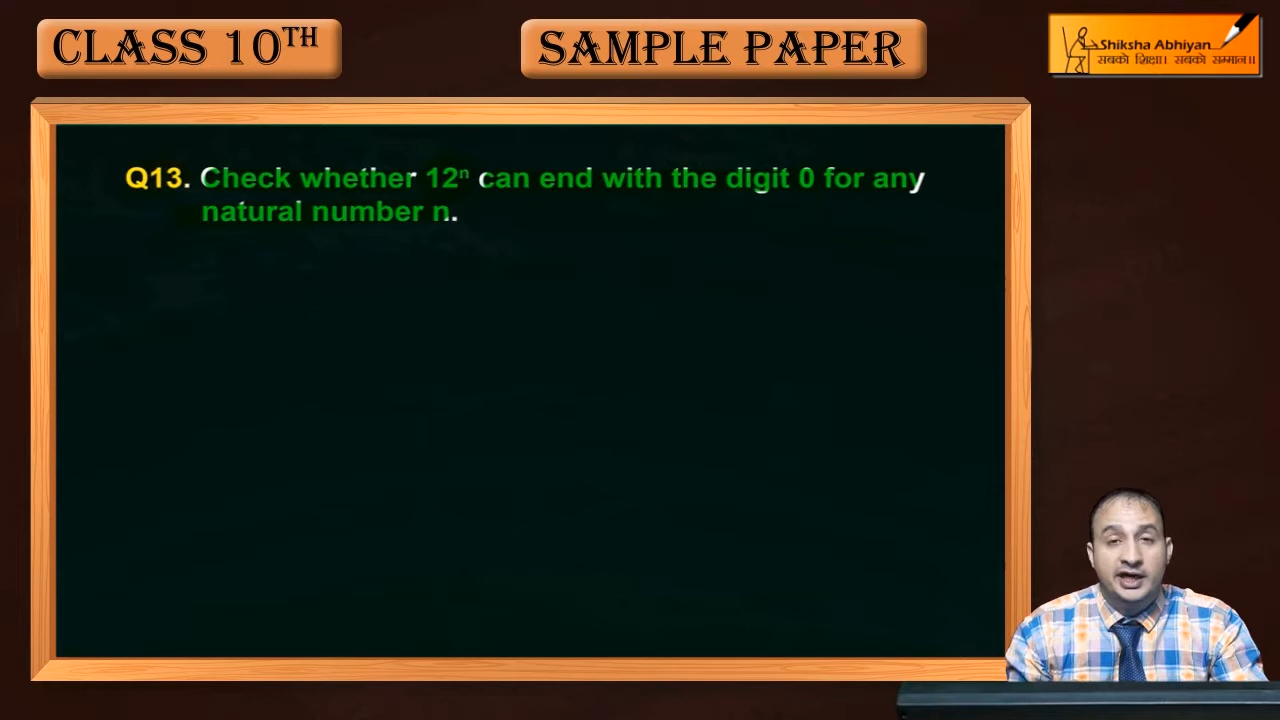 CLASS 10TH
SAMPLE PAPER
Shiksha Abhiyan
सबको शिक्षा। सबको सम्मान॥
Q13. Check whether 12ⁿ can end with the digit 0 for any
natural number n.